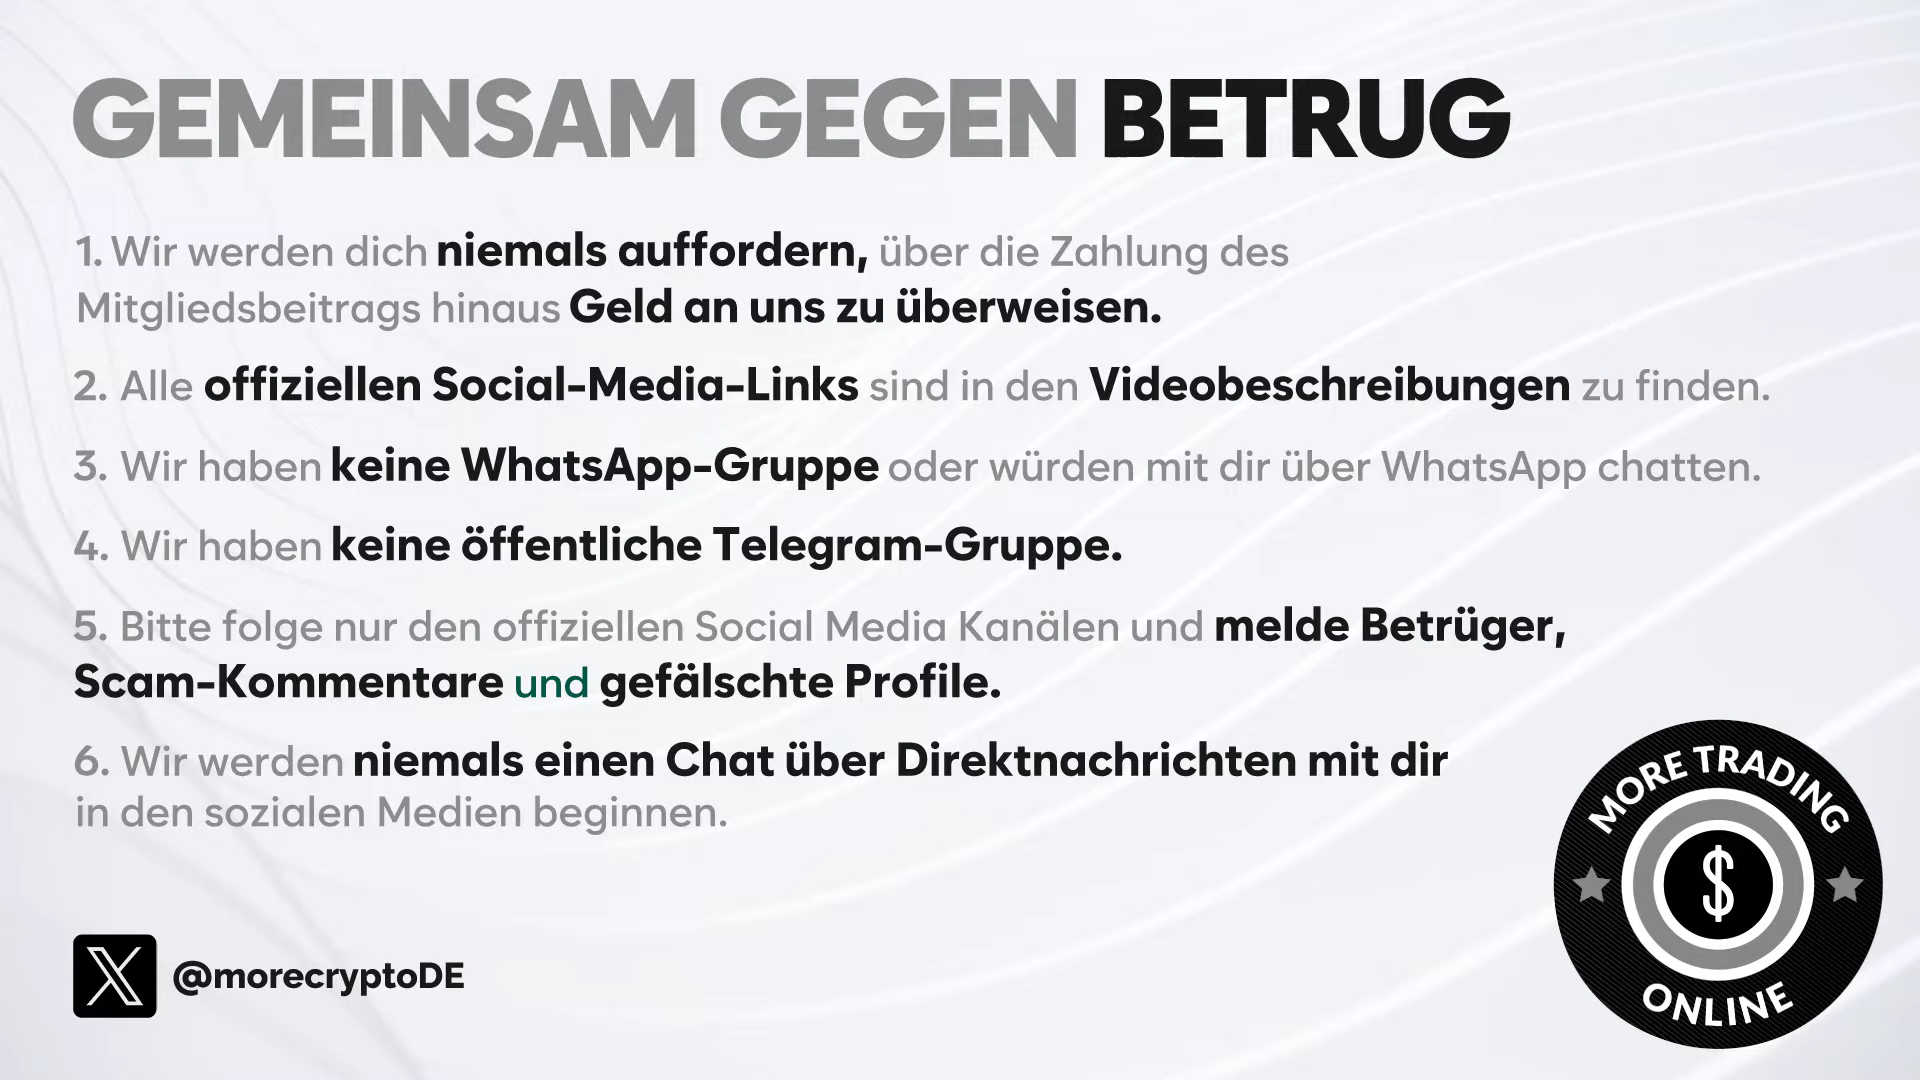 GEMEINSAM GEGEN BETRUG
1. Wir werden dich niemals auffordern, über die Zahlung des
Mitgliedsbeitrags hinaus Geld an uns zu überweisen.
2. Alle offiziellen Social-Media-Links sind in den Videobeschreibungen zu finden.
3. Wir haben keine WhatsApp-Gruppe oder würden mit dir über WhatsApp chatten.
4. Wir haben keine öffentliche Telegram-Gruppe.
5. Bitte folge nur den offiziellen Social Media Kanälen und melde Betrüger,
Scam-Kommentare und gefälschte Profile.
6. Wir werden niemals einen Chat über Direktnachrichten mit dir
in den sozialen Medien beginnen.
@morecryptoDE
MORE TRADING
$
ONLINE